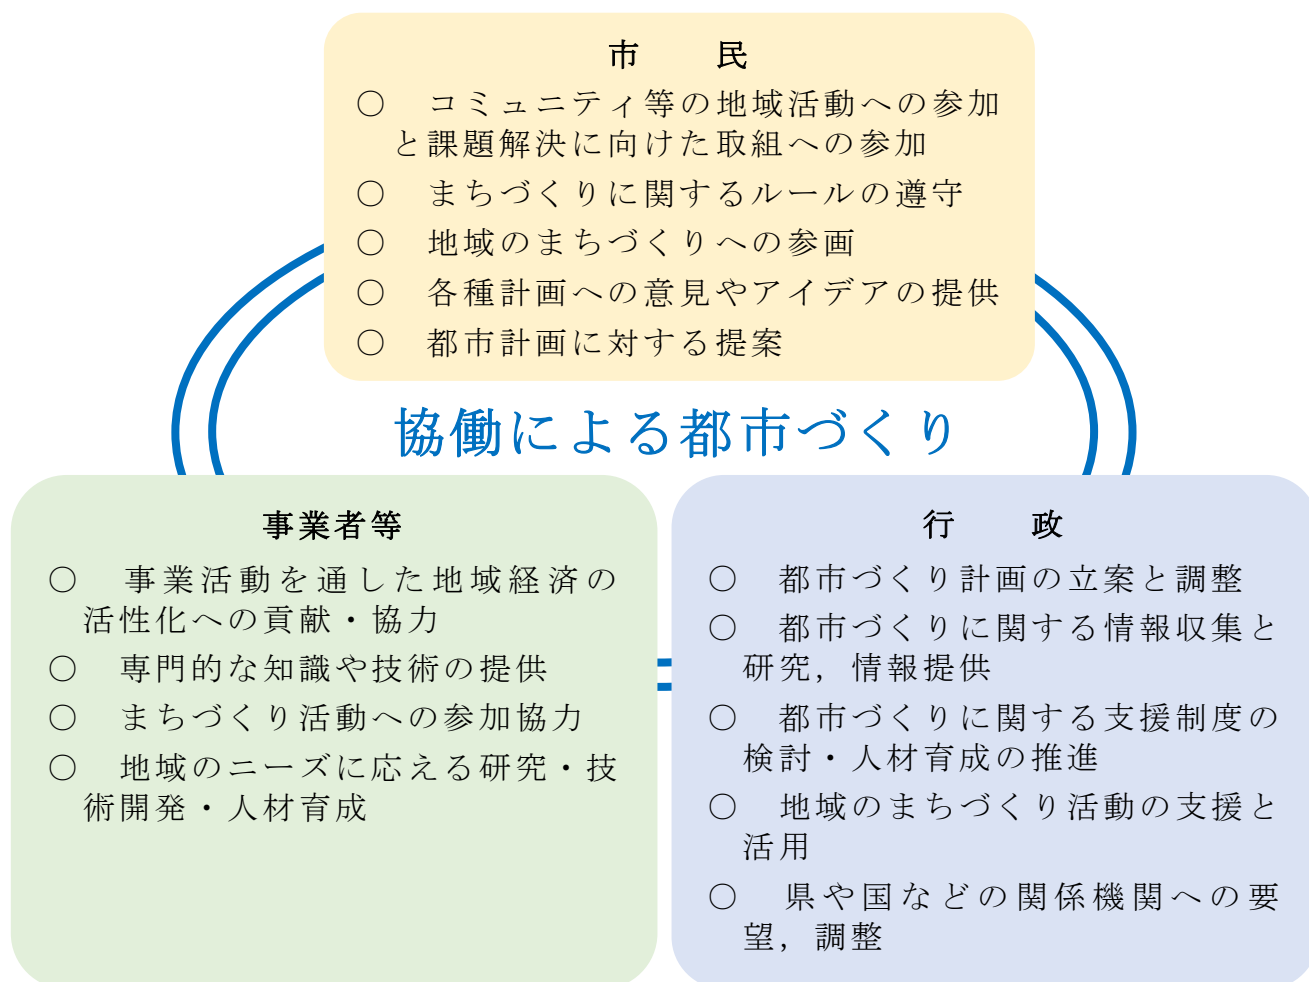 市　　民
○　コミュニティ等の地域活動への参加
と課題解決に向けた取組への参加
○　まちづくりに関するルールの遵守
○　地域のまちづくりへの参画
○　各種計画への意見やアイデアの提供
○　都市計画に対する提案
協働による都市づくり
事業者等
○　事業活動を通した地域経済の
活性化への貢献・協力
○　専門的な知識や技術の提供
○　まちづくり活動への参加協力
○　地域のニーズに応える研究・技
術開発・人材育成
行　　政
○　都市づくり計画の立案と調整
○　都市づくりに関する情報収集と
研究，情報提供
○　都市づくりに関する支援制度の
検討・人材育成の推進
○　地域のまちづくり活動の支援と
活用
○　県や国などの関係機関への要
望，調整